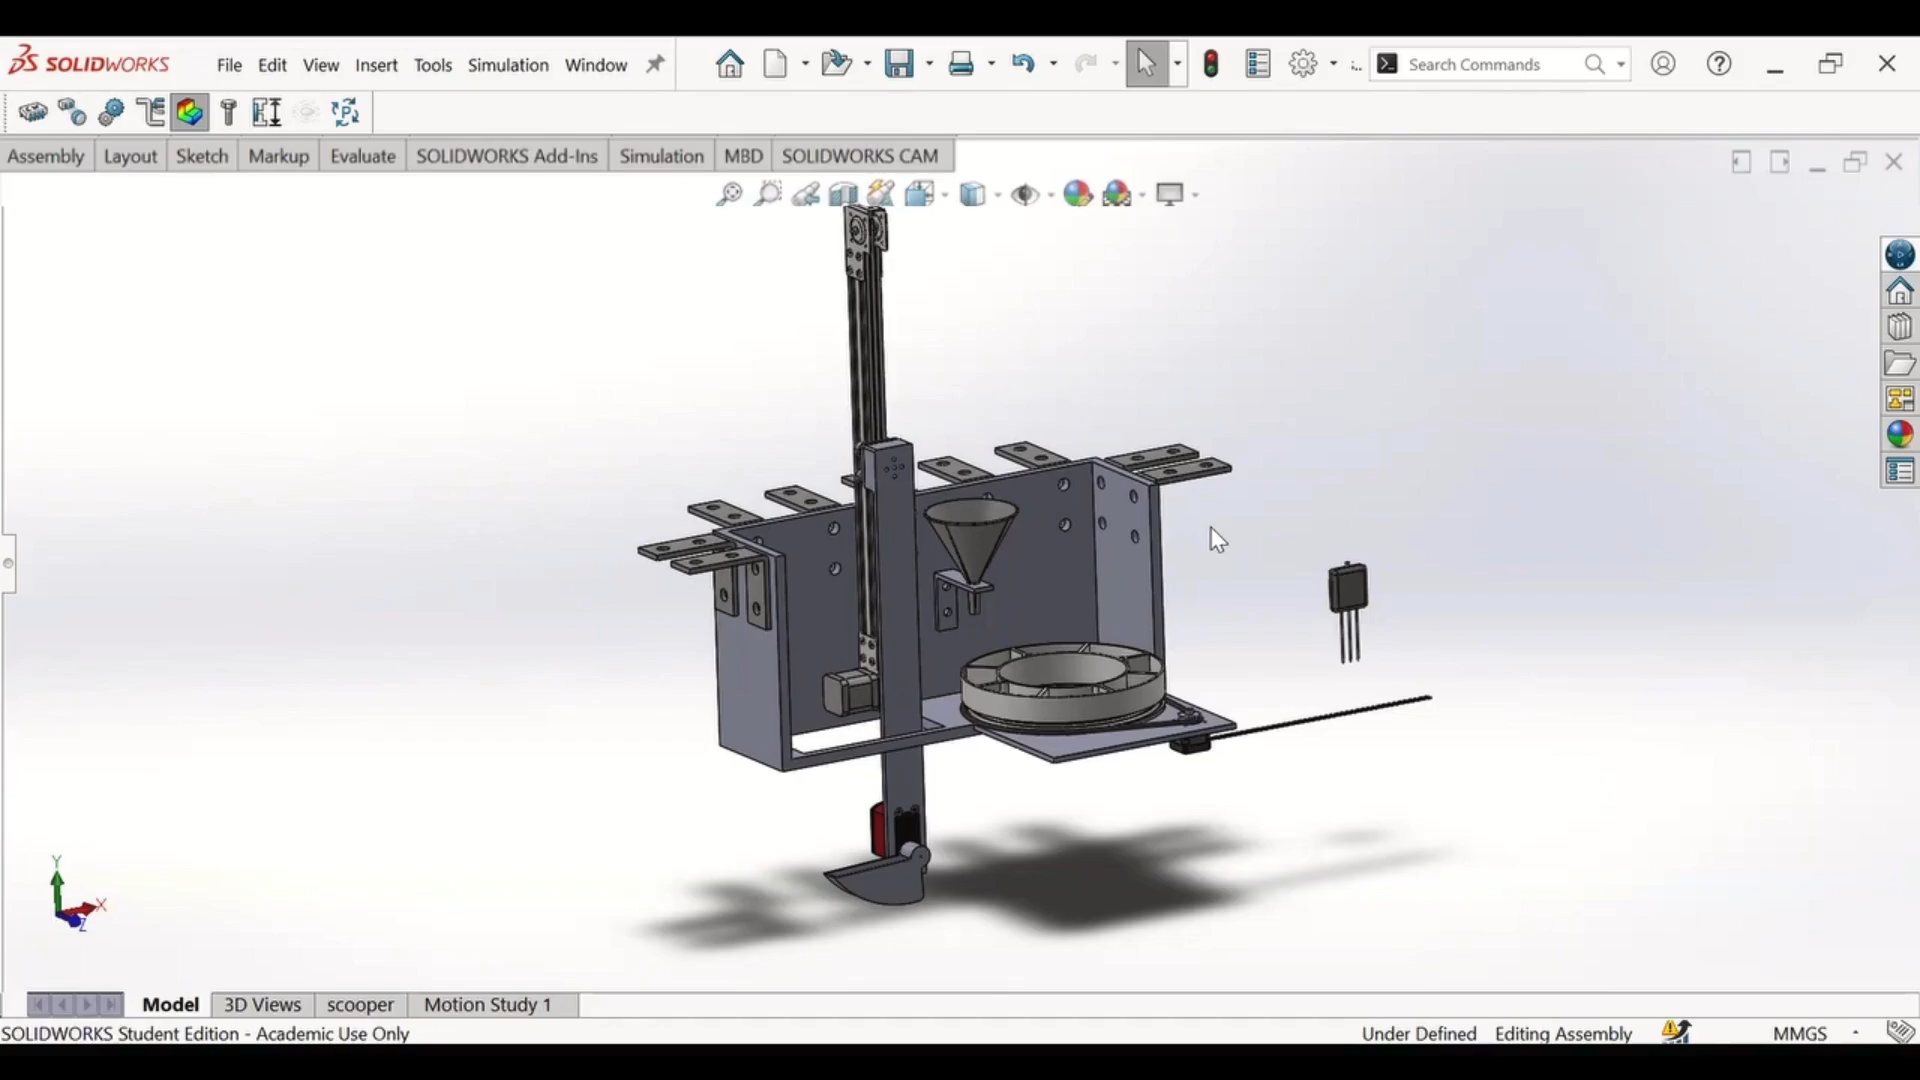 SOLIDWORKS File Edit View Insert Tools Simulation Window Search Commands
Assembly Layout Sketch Markup Evaluate SOLIDWORKS Add-Ins Simulation MBD SOLIDWORKS CAM
Y
X
Z
Model 3D Views scooper Motion Study 1
SOLIDWORKS Student Edition - Academic Use Only Under Defined Editing Assembly MMGS